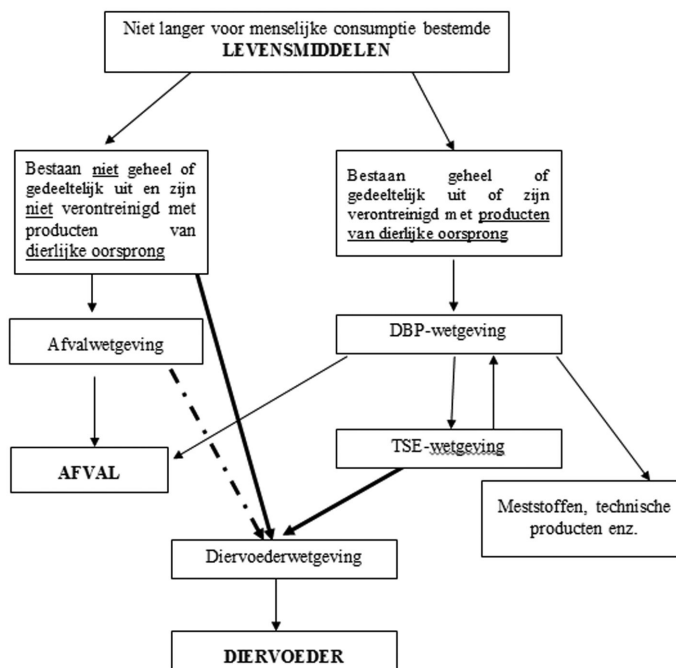 Niet langer voor menselijke consumptie bestemde
LEVENSMIDDELEN
Bestaan niet geheel of
gedeeltelijk uit en zijn
niet verontreinigd met
producten van
dierlijke oorsprong
Bestaan geheel of
gedeeltelijk uit of zijn
verontreinigd met producten
van dierlijke oorsprong
Afvalwetgeving
DBP-wetgeving
AFVAL
TSE-wetgeving
Meststoffen, technische
producten enz.
Diervoederwetgeving
DIERVOEDER